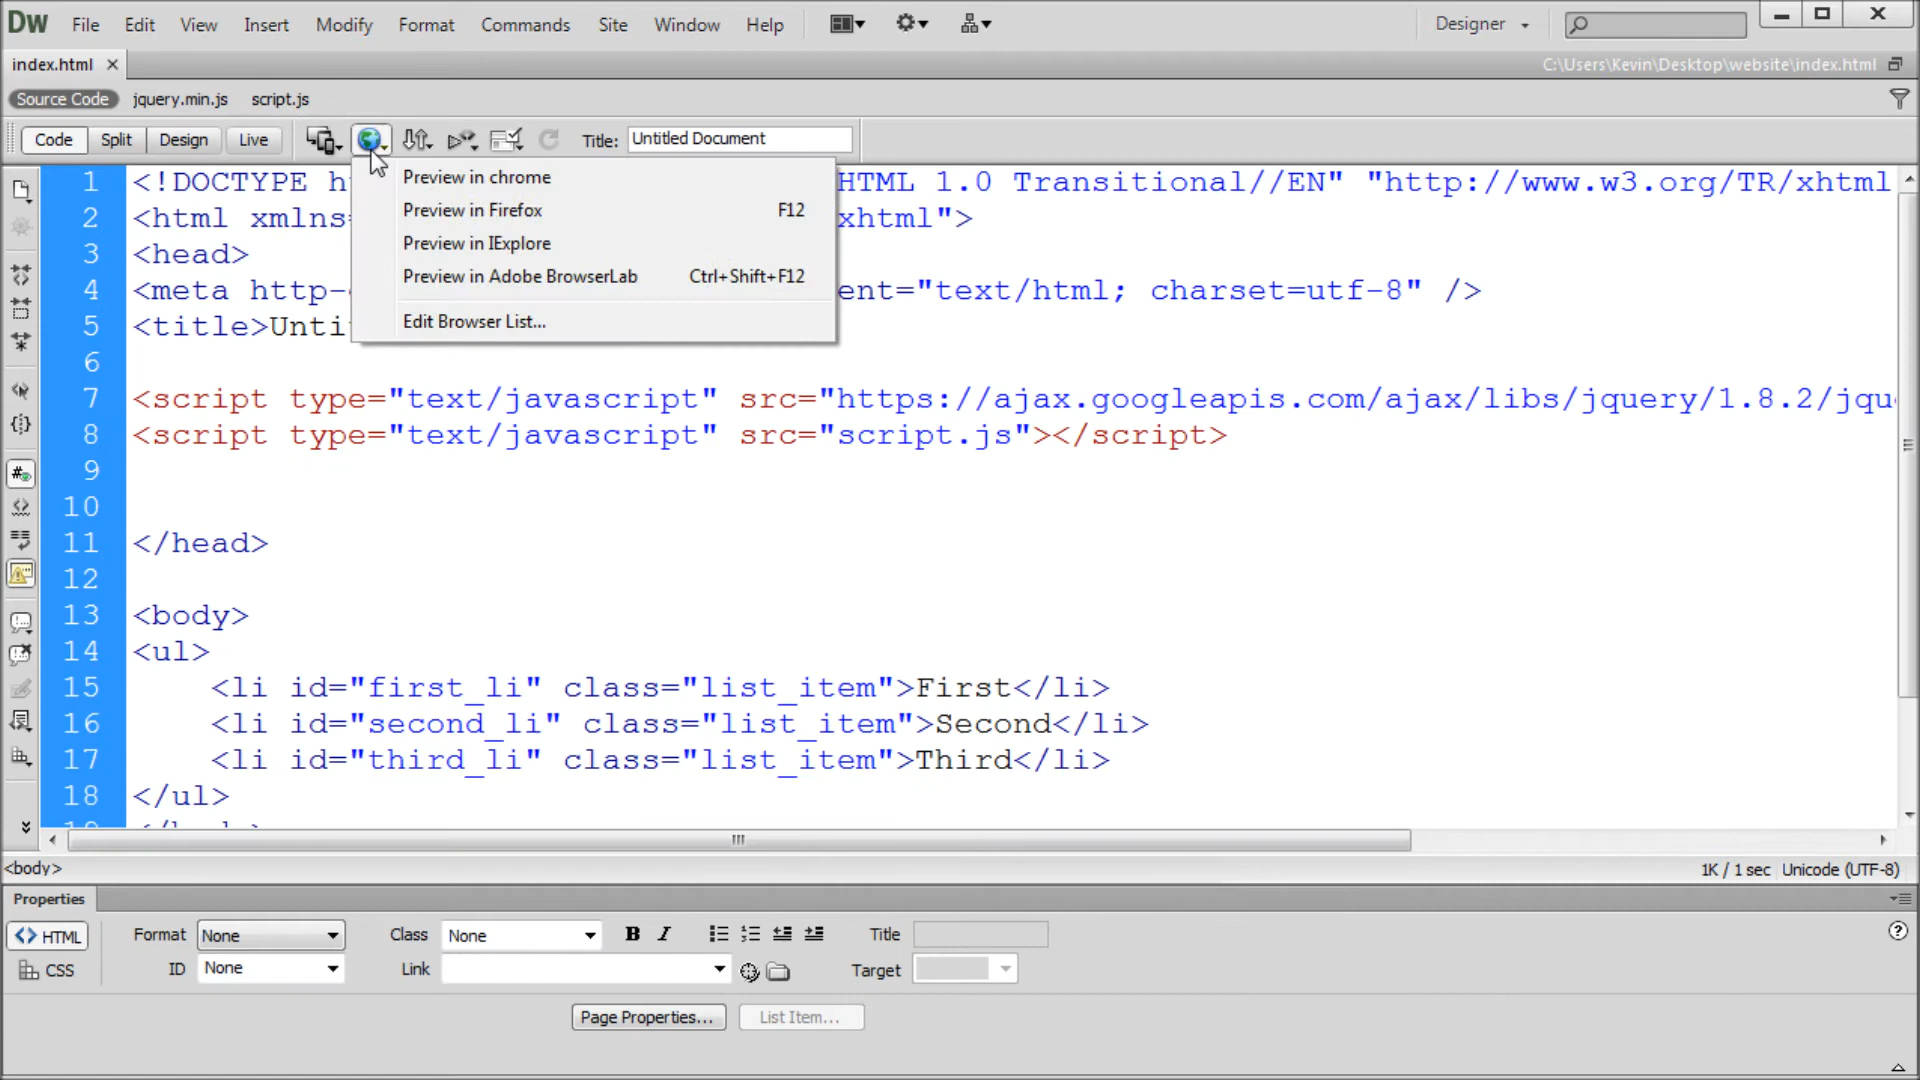 Dw File Edit View Insert Modify Format Commands Site Window Help Designer
index.html C:\Users\Kevin\Desktop\website\index.html
Source Code jquery.min.js script.js
Code Split Design Live Title: Untitled Document
Preview in chrome
Preview in Firefox F12
Preview in IExplore
Preview in Adobe BrowserLab Ctrl+Shift+F12
Edit Browser List...
1 <!DOCTYPE h HTML 1.0 Transitional//EN" "http://www.w3.org/TR/xhtml
2 <html xmlns= xhtml">
3 <head>
4 <meta http- ent="text/html; charset=utf-8" />
5 <title>Unti
6
7 <script type="text/javascript" src="https://ajax.googleapis.com/ajax/libs/jquery/1.8.2/jqu
8 <script type="text/javascript" src="script.js"></script>
9
10
11 </head>
12
13 <body>
14 <ul>
15 <li id="first_li" class="list_item">First</li>
16 <li id="second_li" class="list_item">Second</li>
17 <li id="third_li" class="list_item">Third</li>
18 </ul>
<body> 1K / 1 sec Unicode (UTF-8)
Properties
<> HTML Format None Class None B I Title
CSS ID None Link Target
Page Properties... List Item...